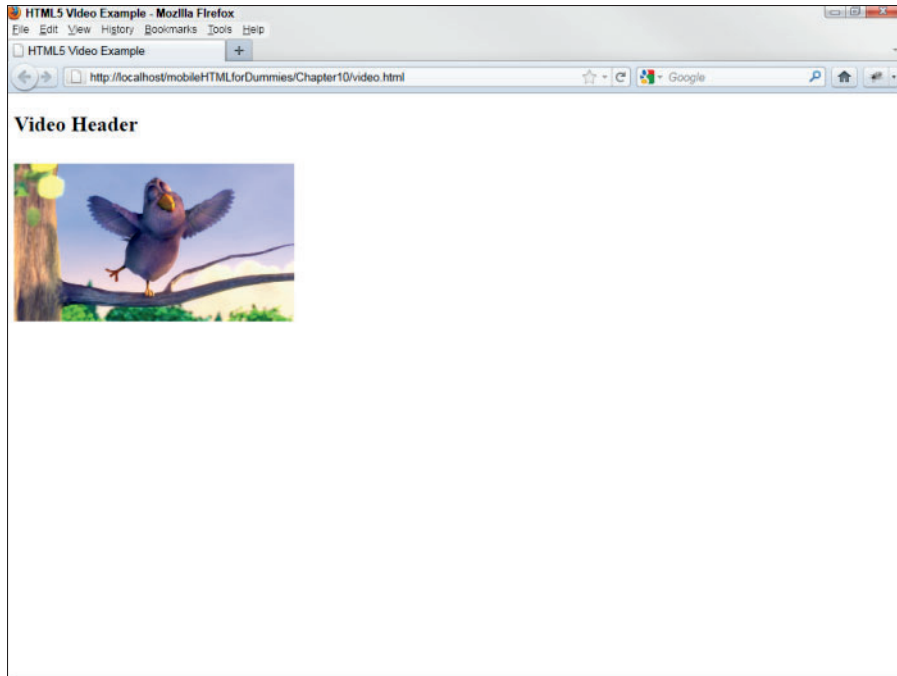 HTML5 Video Example - Mozilla Firefox
File Edit View History Bookmarks Tools Help
HTML5 Video Example +
http://localhost/mobileHTMLforDummies/Chapter10/video.html Google
Video Header